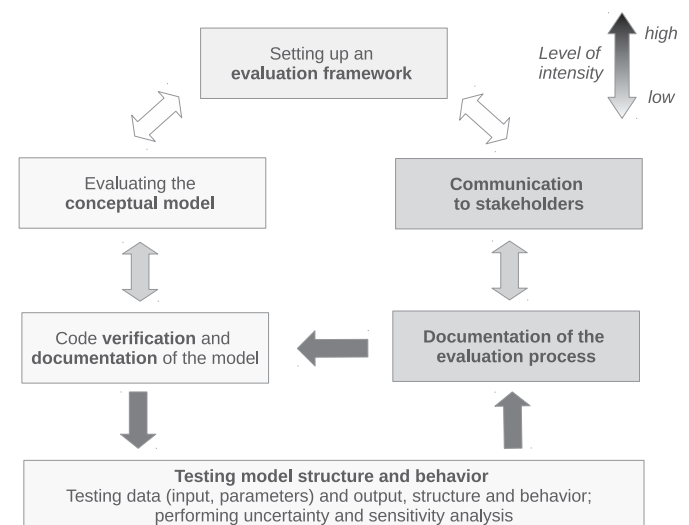 Setting up an
evaluation framework
Level of
intensity
high
low
Evaluating the
conceptual model
Communication
to stakeholders
Code verification and
documentation of the model
Documentation of the
evaluation process
Testing model structure and behavior
Testing data (input, parameters) and output, structure and behavior;
performing uncertainty and sensitivity analysis